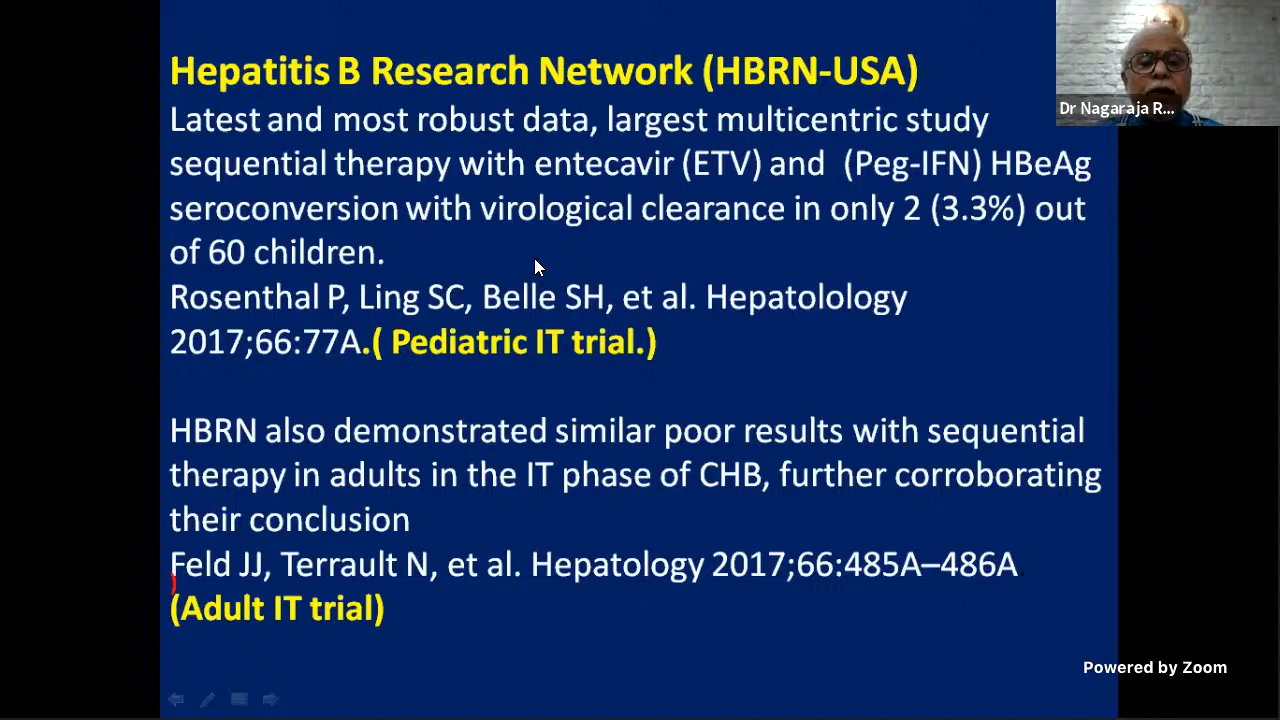 Hepatitis B Research Network (HBRN-USA)
Latest and most robust data, largest multicentric study
sequential therapy with entecavir (ETV) and (Peg-IFN) HBeAg
seroconversion with virological clearance in only 2 (3.3%) out
of 60 children.
Rosenthal P, Ling SC, Belle SH, et al. Hepatolology
2017;66:77A.( Pediatric IT trial.)
HBRN also demonstrated similar poor results with sequential
therapy in adults in the IT phase of CHB, further corroborating
their conclusion
Feld JJ, Terrault N, et al. Hepatology 2017;66:485A–486A.
)
(Adult IT trial)
Dr Nagaraja R...
Powered by Zoom